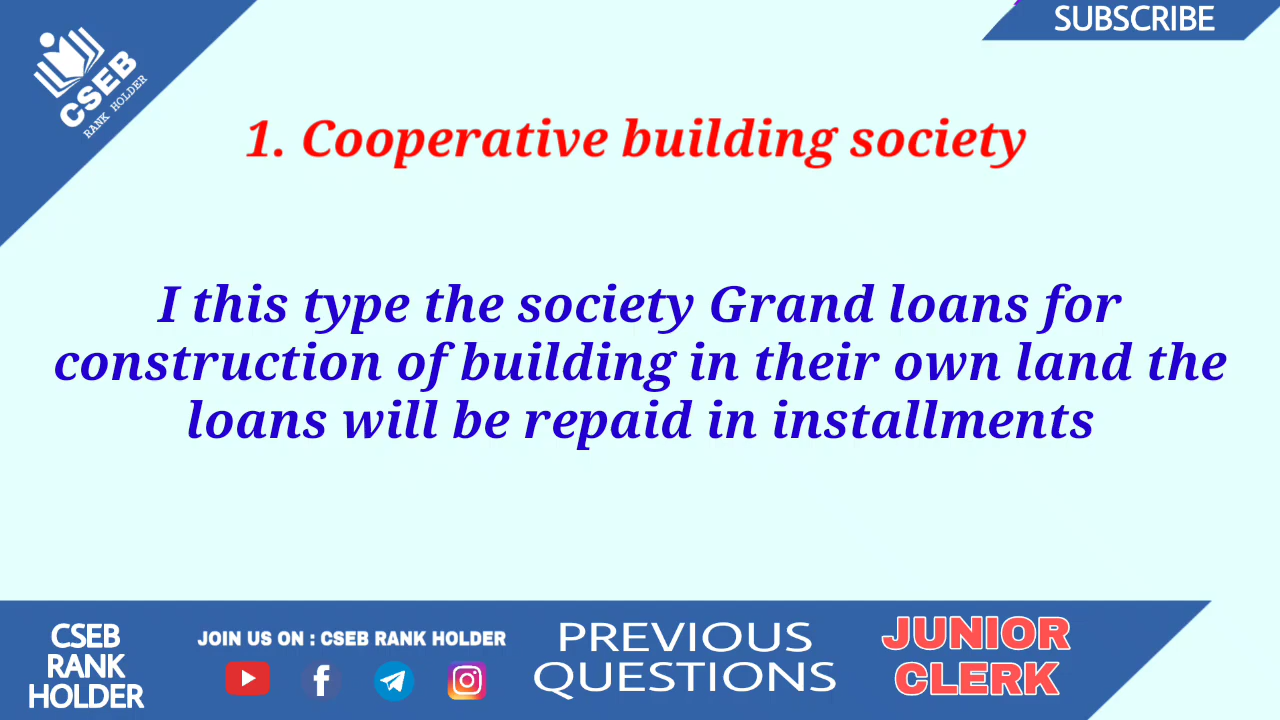 SUBSCRIBE
CSEB
RANK HOLDER
1. Cooperative building society
I this type the society Grand loans for
construction of building in their own land the
loans will be repaid in installments
CSEB
RANK
HOLDER
JOIN US ON : CSEB RANK HOLDER
PREVIOUS
QUESTIONS
JUNIOR
CLERK